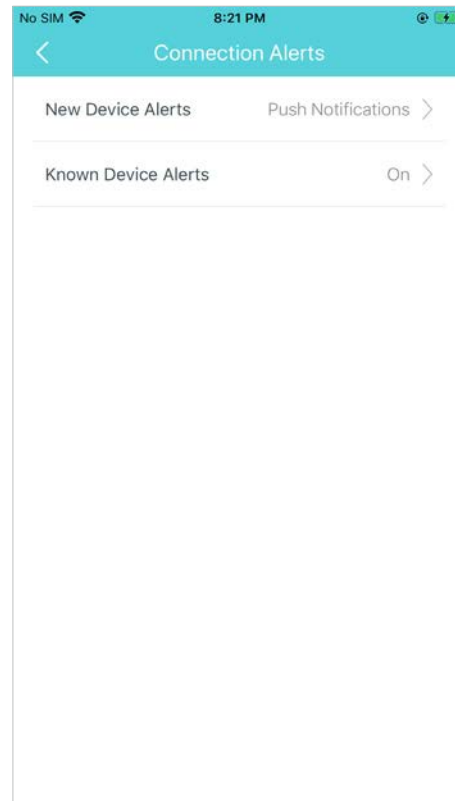 No SIM 8:21 PM
Connection Alerts
New Device Alerts Push Notifications
Known Device Alerts On